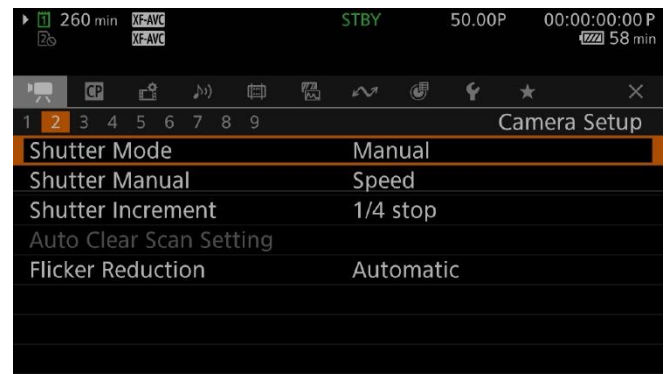 1 260 min XF-AVC STBY 50.00P 00:00:00:00 P
2 XF-AVC 58 min
CP
1 2 3 4 5 6 7 8 9 Camera Setup
Shutter Mode Manual
Shutter Manual Speed
Shutter Increment 1/4 stop
Auto Clear Scan Setting
Flicker Reduction Automatic